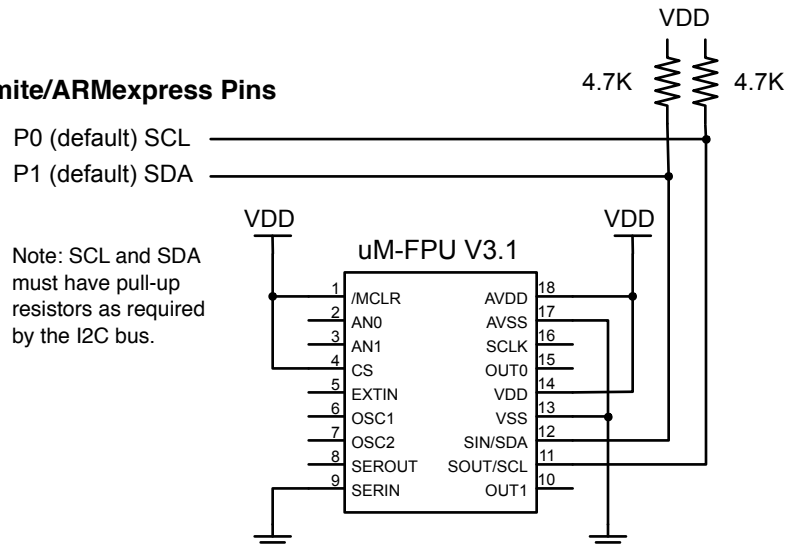 VDD
4.7K 4.7K
mite/ARMexpress Pins
P0 (default) SCL
P1 (default) SDA
VDD VDD
Note: SCL and SDA
must have pull-up
resistors as required
by the I2C bus.
uM-FPU V3.1
1 /MCLR AVDD 18
2 AN0 AVSS 17
3 AN1 SCLK 16
4 CS OUT0 15
5 EXTIN VDD 14
6 OSC1 VSS 13
7 OSC2 SIN/SDA 12
8 SEROUT SOUT/SCL 11
9 SERIN OUT1 10